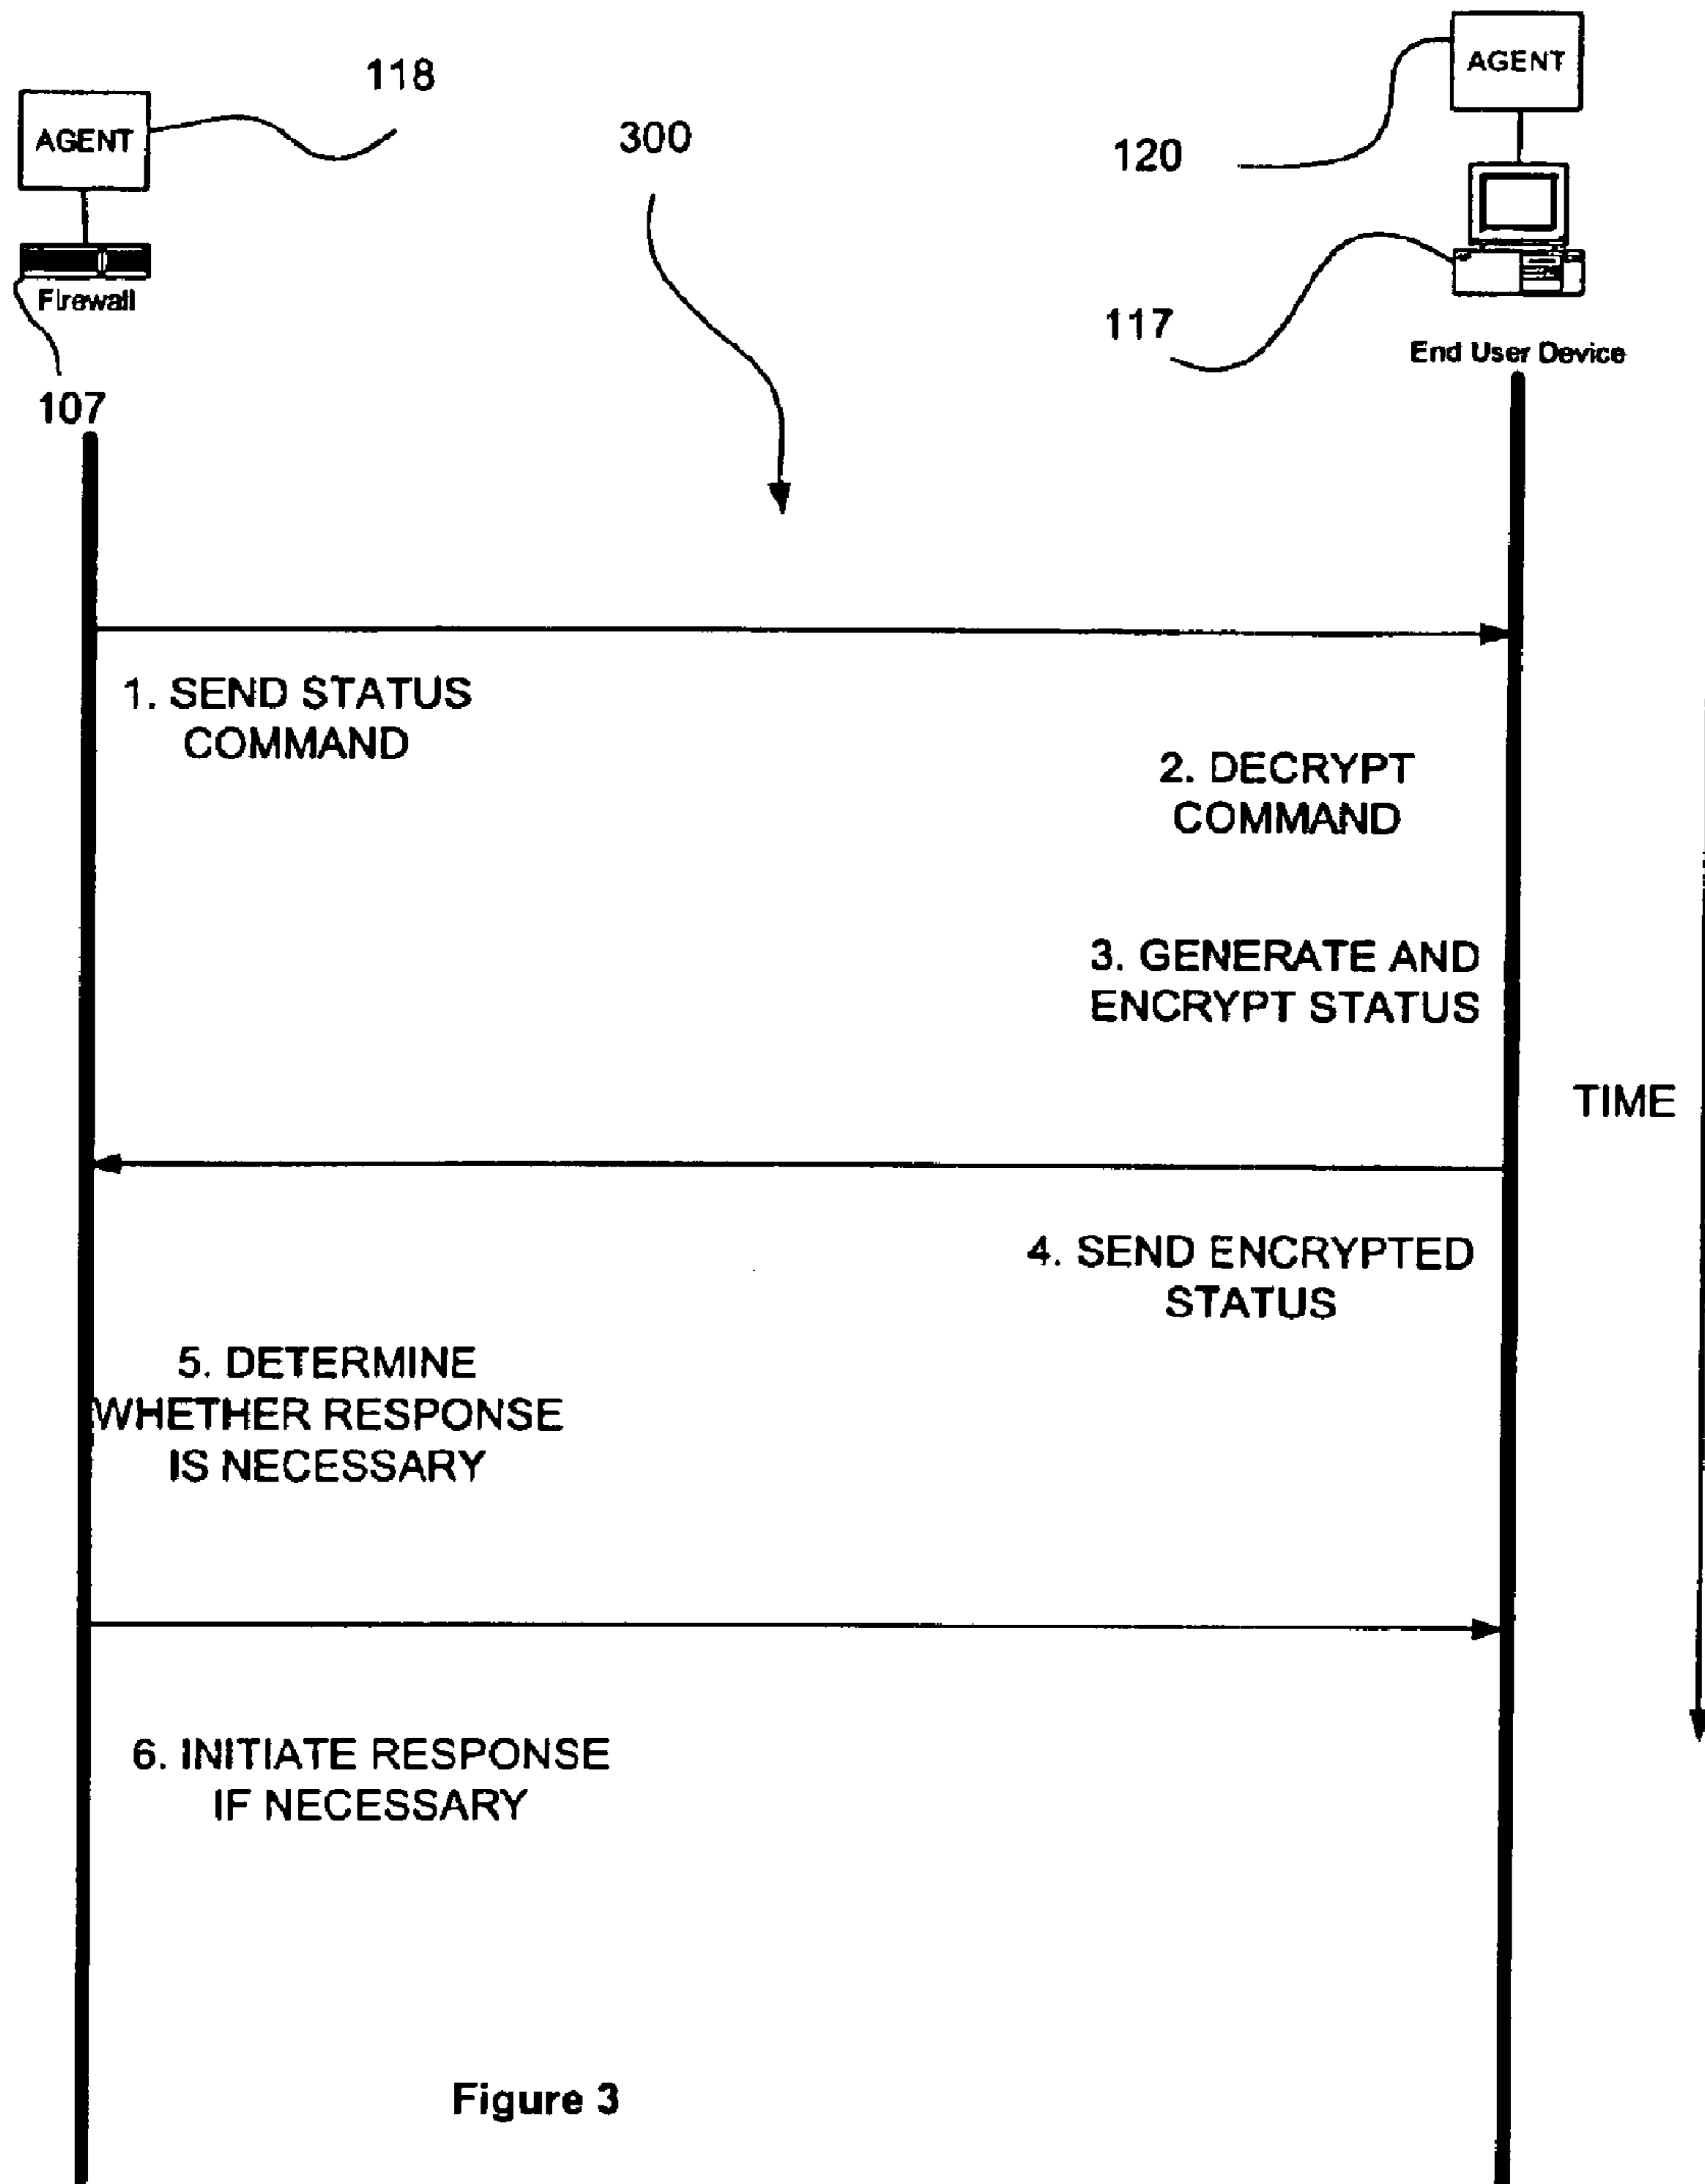 118
AGENT
Firewall
107
300
AGENT
120
117
End User Device
1. SEND STATUS
COMMAND
2. DECRYPT
COMMAND
3. GENERATE AND
ENCRYPT STATUS
TIME
4. SEND ENCRYPTED
STATUS
5. DETERMINE
WHETHER RESPONSE
IS NECESSARY
6. INITIATE RESPONSE
IF NECESSARY
Figure 3